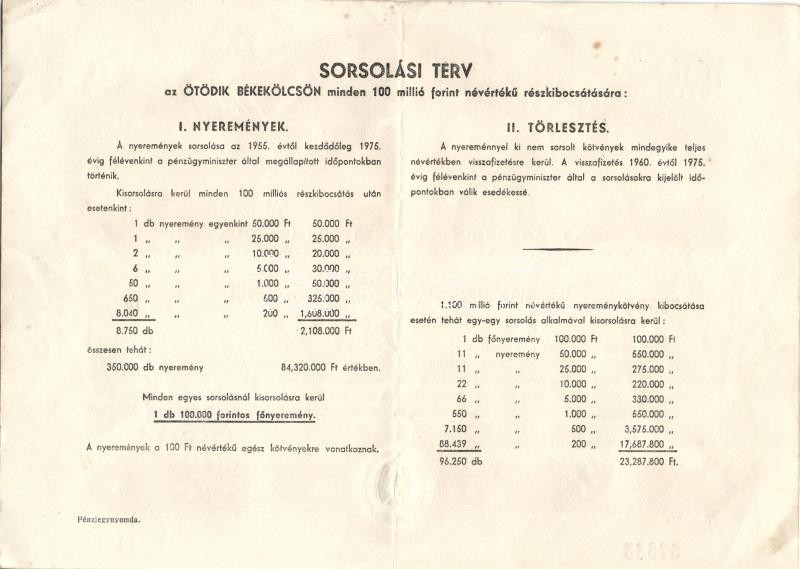 SORSOLÁSI TERV
az ÖTÖDIK BÉKEKÖLCSÖN minden 100 millió forint névértékű részkibocsátására:
I. NYEREMÉNYEK.
A nyeremények sorsolása az 1955. évtől kezdődőleg 1975.
évig félévenkint a pénzügyminiszter által megállapított időpontokban
történik.
Kisorsolásra kerül minden 100 milliós részkibocsátás után
esetenkint:
1 db nyeremény egyenkint 50.000 Ft 50.000 Ft
1 „ „ „ 25.000 „ 25.000 „
2 „ „ „ 10.000 „ 20.000 „
6 „ „ „ 5.000 „ 30.000 „
50 „ „ „ 1.000 „ 50.000 „
650 „ „ „ 500 „ 325.000 „
8.040 „ „ „ 200 „ 1,608.000 „
8.750 db 2,108.000 Ft
összesen tehát:
350.000 db nyeremény 84,320.000 Ft értékben.
Minden egyes sorsolásnál kisorsolásra kerül
1 db 100.000 forintos főnyeremény.
A nyeremények a 100 Ft névértékű egész kötvényekre vonatkoznak.
Pénzjegynyomda.
II. TÖRLESZTÉS.
A nyereménnyel ki nem sorsolt kötvények mindegyike teljes
névértékben visszafizetésre kerül. A visszafizetés 1960. évtől 1975.
évig félévenkint a pénzügyminiszter által a sorsolásokra kijelölt idő-
pontokban válik esedékessé.
1.100 millió forint névértékű nyereménykötvény kibocsátása
esetén tehát egy-egy sorsolás alkalmával kisorsolásra kerül:
1 db főnyeremény 100.000 Ft 100.000 Ft
11 „ nyeremény 50.000 „ 550.000 „
11 „ „ 25.000 „ 275.000 „
22 „ „ 10.000 „ 220.000 „
66 „ „ 5.000 „ 330.000 „
550 „ „ 1.000 „ 550.000 „
7.150 „ „ 500 „ 3,575.000 „
88.439 „ „ 200 „ 17,687.800 „
96.250 db 23,287.800 Ft.